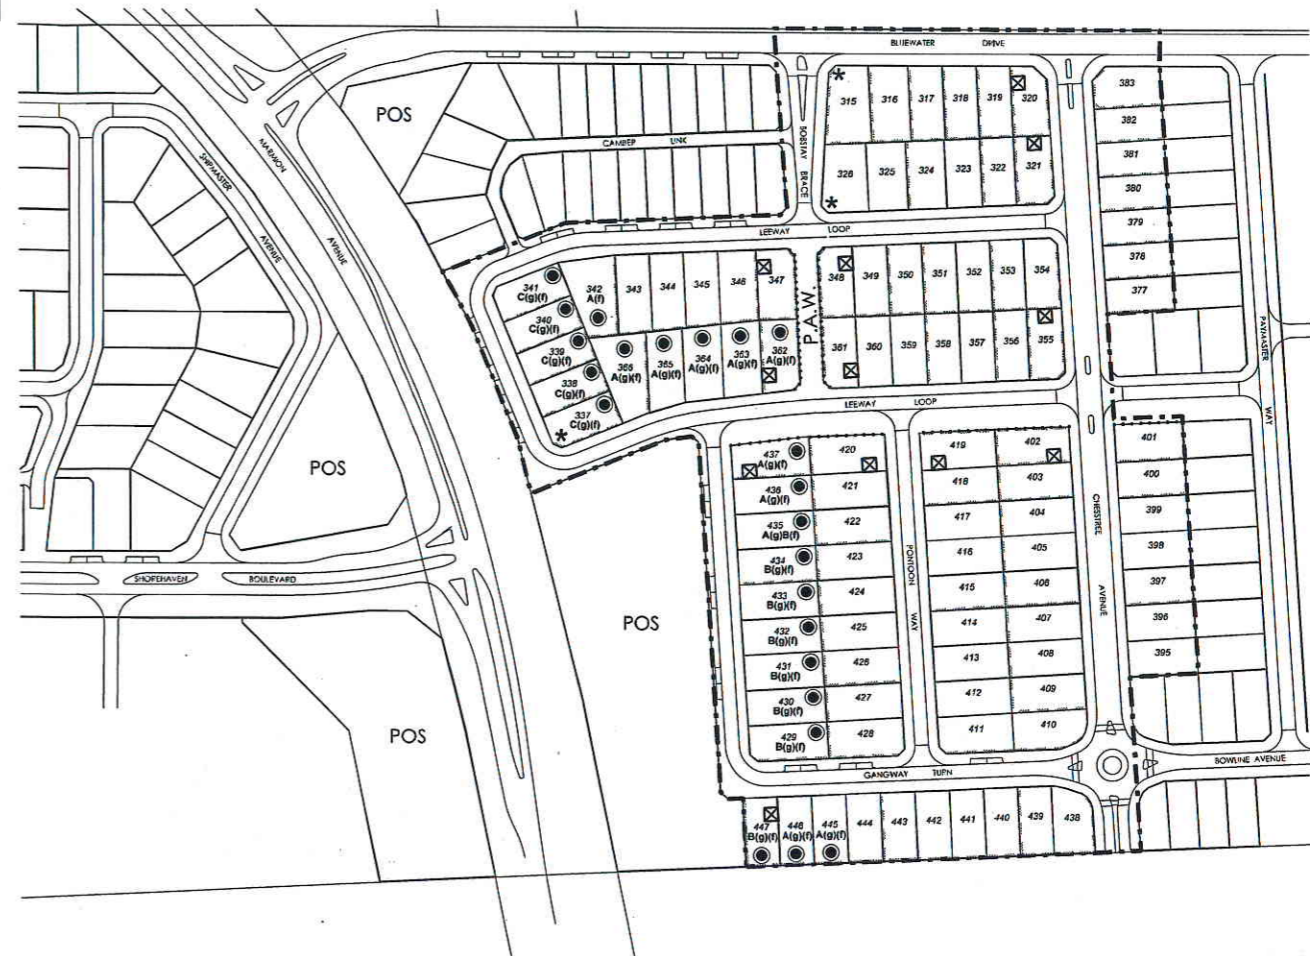 BLUEWATER DRIVE
POS
MARMION
AVENUE
SHIPMASTER
AVENUE
CAMBER LINK
BOBSTAY BRACE
315
316
317
318
319
320
326
325
324
323
322
321
383
382
381
380
379
378
377
LEEWAY LOOP
341
C(g)(f)
340
C(g)(f)
339
C(g)(f)
338
C(g)(f)
337
C(g)(f)
342
A(f)
343
344
345
346
347
366
A(g)(f)
365
A(g)(f)
364
A(g)(f)
363
A(g)(f)
362
A(g)(f)
P.A.W.
348
349
350
351
352
353
354
361
360
359
358
357
356
355
PAYMASTER
WAY
LEEWAY LOOP
POS
437
A(g)(f)
436
A(g)(f)
435
A(g)B(f)
434
B(g)(f)
433
B(g)(f)
432
B(g)(f)
431
B(g)(f)
430
B(g)(f)
429
B(g)(f)
420
421
422
423
424
425
426
427
428
PONTOON
WAY
419
418
417
416
415
414
413
412
411
402
403
404
405
406
407
408
409
410
CHESSTREE
AVENUE
401
400
399
398
397
396
395
SHOREHAVEN BOULEVARD
POS
POS
GANGWAY TURN
BOWLINE AVENUE
447
B(g)(f)
446
A(g)(f)
445
A(g)(f)
444
443
442
441
440
439
438